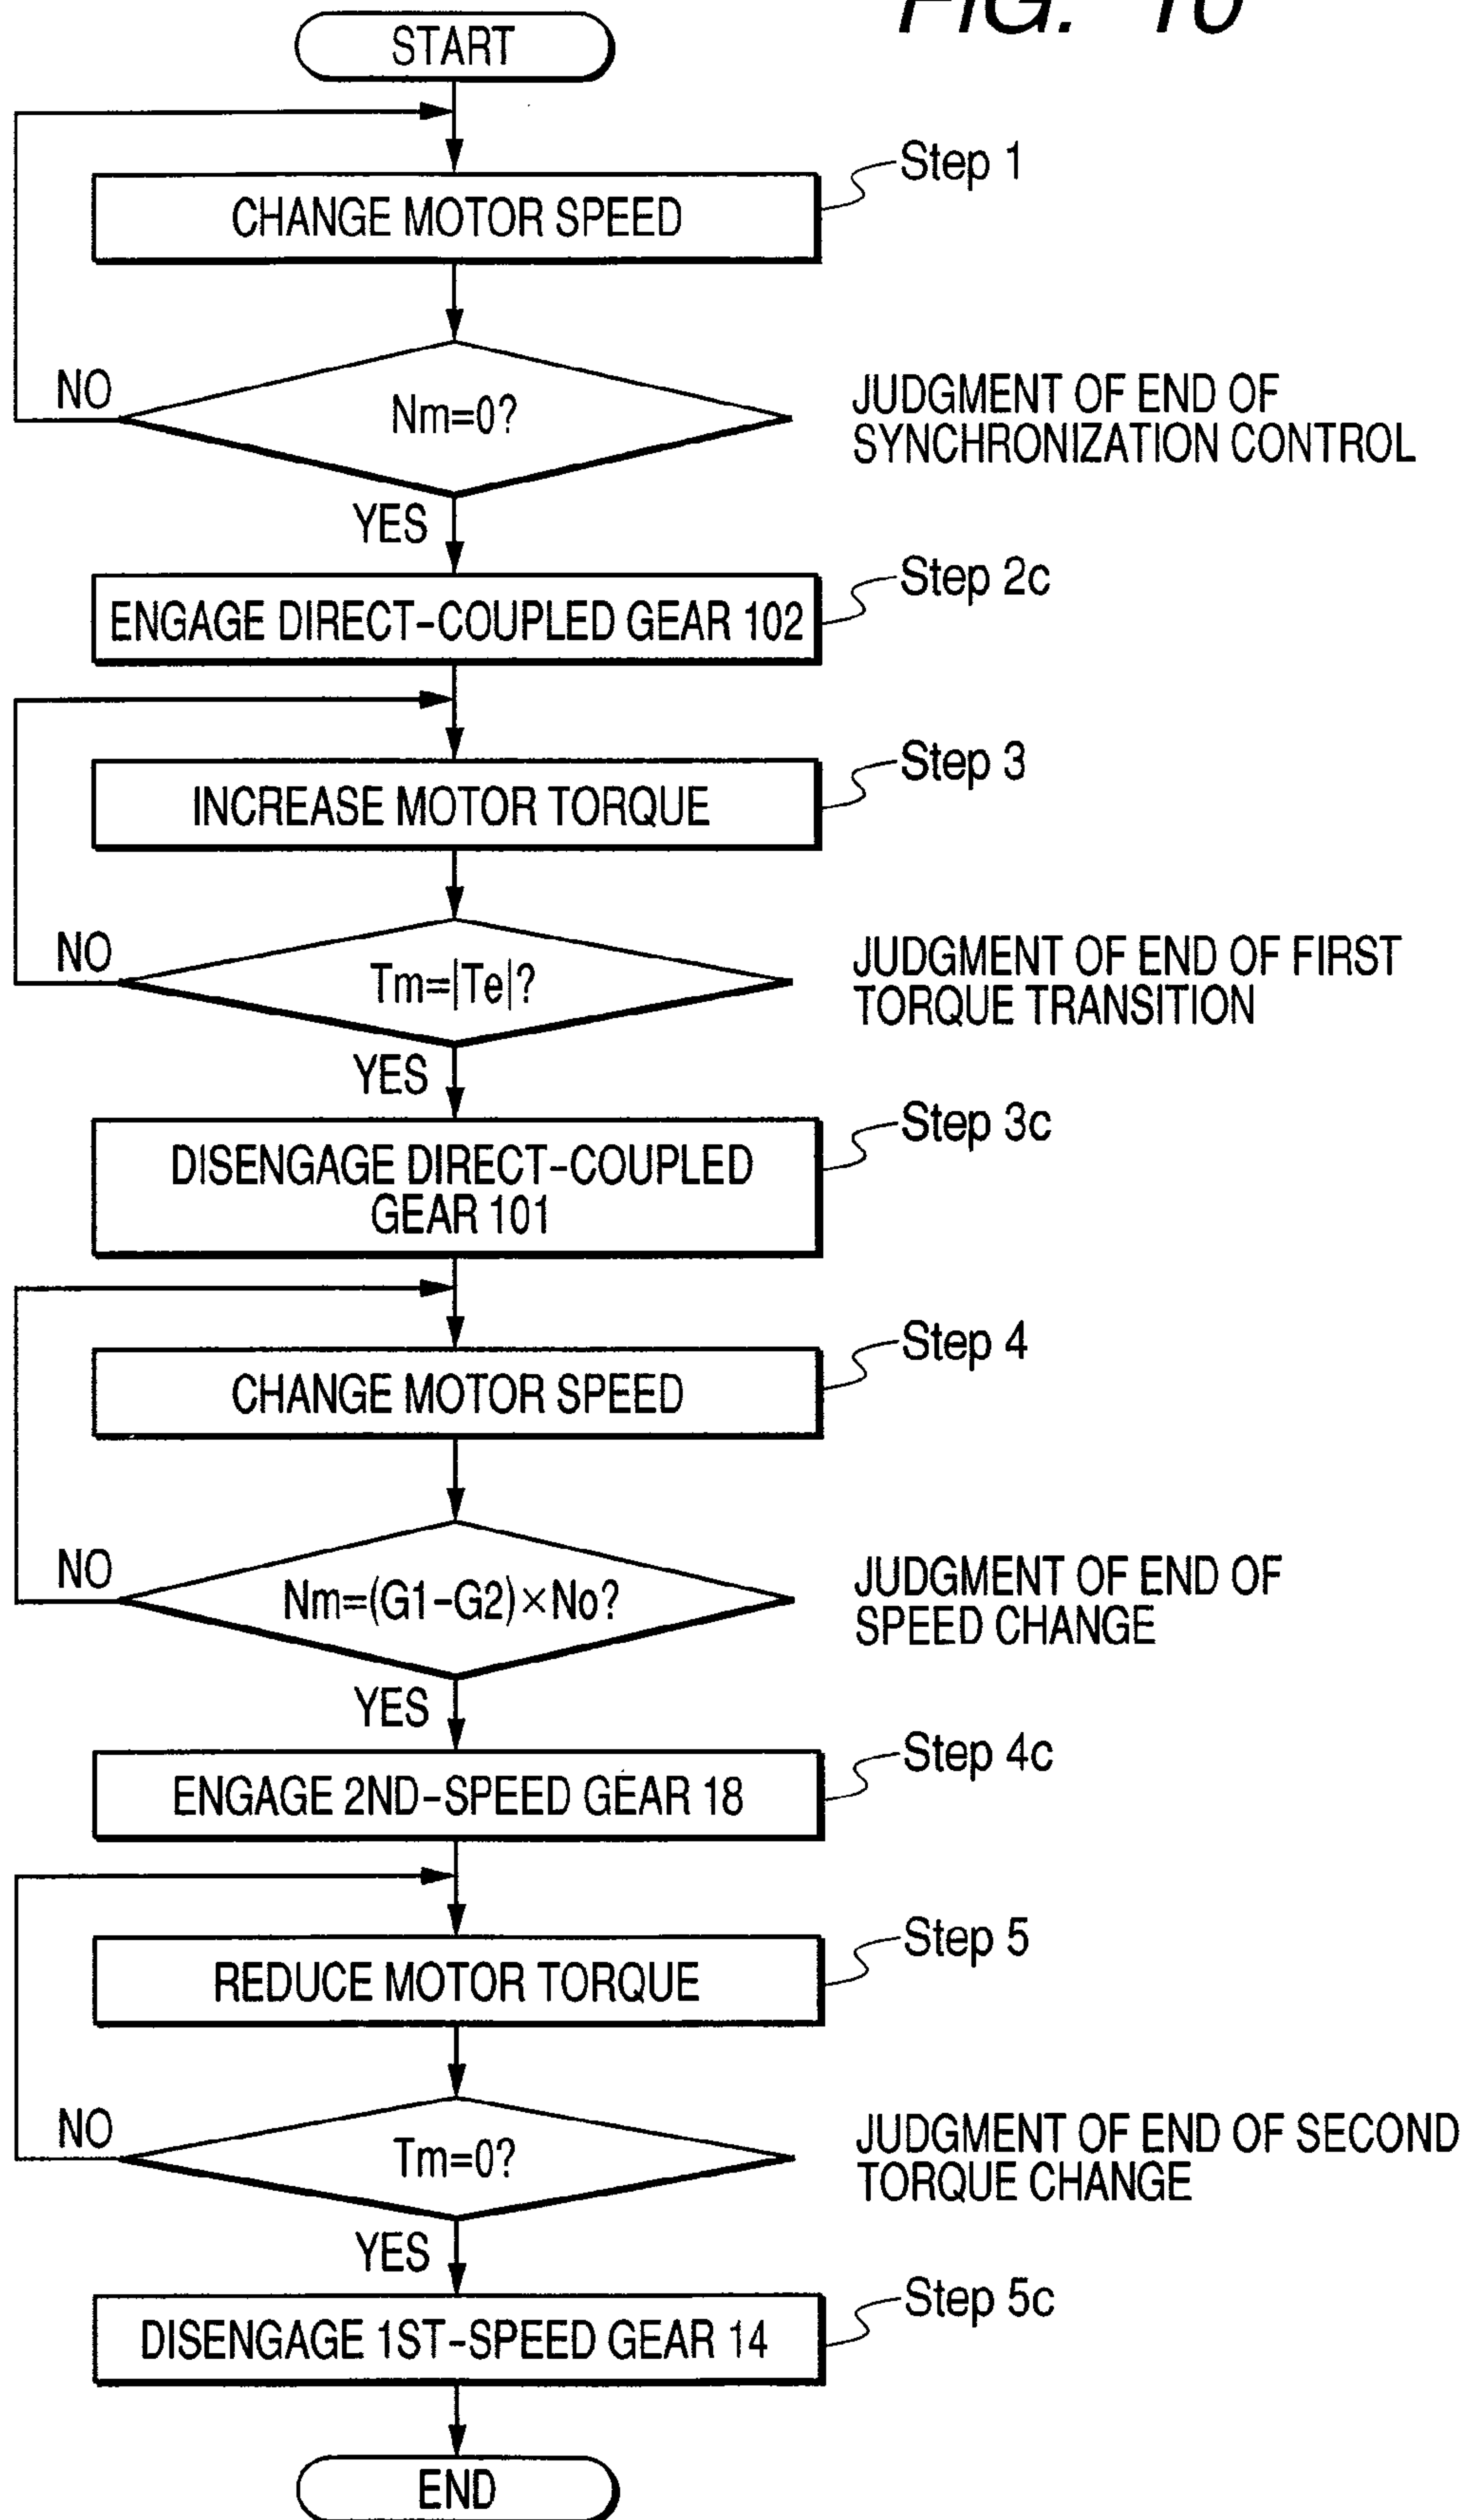 FIG. 10
START
Step 1
CHANGE MOTOR SPEED
NO
Nm=0?
JUDGMENT OF END OF
SYNCHRONIZATION CONTROL
YES
Step 2c
ENGAGE DIRECT-COUPLED GEAR 102
Step 3
INCREASE MOTOR TORQUE
NO
Tm=|Te|?
JUDGMENT OF END OF FIRST
TORQUE TRANSITION
YES
Step 3c
DISENGAGE DIRECT-COUPLED
GEAR 101
Step 4
CHANGE MOTOR SPEED
NO
Nm=(G1-G2)×No?
JUDGMENT OF END OF
SPEED CHANGE
YES
Step 4c
ENGAGE 2ND-SPEED GEAR 18
Step 5
REDUCE MOTOR TORQUE
NO
Tm=0?
JUDGMENT OF END OF SECOND
TORQUE CHANGE
YES
Step 5c
DISENGAGE 1ST-SPEED GEAR 14
END